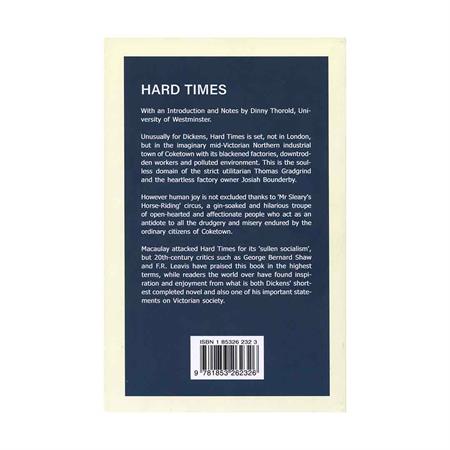 HARD TIMES
With an Introduction and Notes by Dinny Thorold, Uni-
versity of Westminster.
Unusually for Dickens, Hard Times is set, not in London,
but in the imaginary mid-Victorian Northern industrial
town of Coketown with its blackened factories, downtrod-
den workers and polluted environment. This is the soul-
less domain of the strict utilitarian Thomas Gradgrind
and the heartless factory owner Josiah Bounderby.
However human joy is not excluded thanks to 'Mr Sleary's
Horse-Riding' circus, a gin-soaked and hilarious troupe
of open-hearted and affectionate people who act as an
antidote to all the drudgery and misery endured by the
ordinary citizens of Coketown.
Macaulay attacked Hard Times for its 'sullen socialism',
but 20th-century critics such as George Bernard Shaw
and F.R. Leavis have praised this book in the highest
terms, while readers the world over have found inspi-
ration and enjoyment from what is both Dickens' short-
est completed novel and also one of his important state-
ments on Victorian society.
ISBN 1 85326 232 3
9 781853 262326